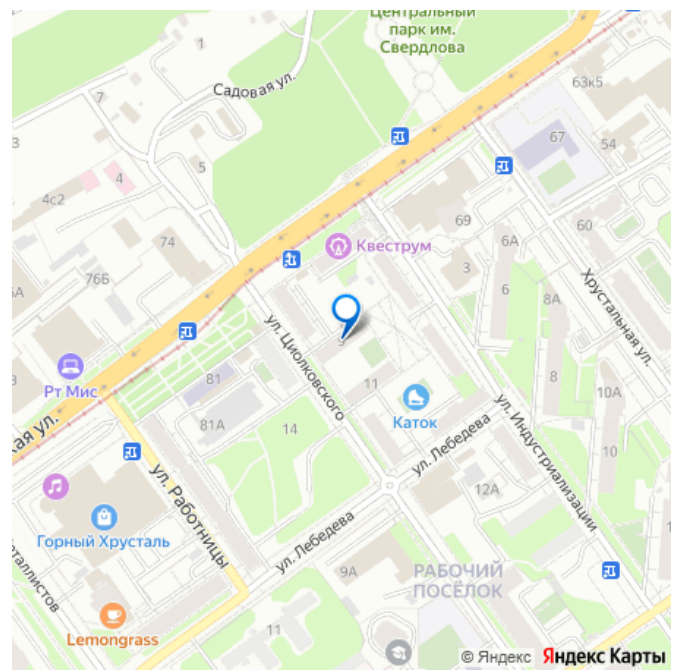 Центральный
парк им.
Свердлова
1
Садовая ул.
63к5
7
67
54
3
5
4
4с2
74
69
6А
60
Квеструм
3
76Б
6
8А
Хрустальная ул.
ул. Циолковского
Рт Мис
81
11
8
10А
Каток
81А
14
ул. Лебедева
ул. Индустриализации
10
кая ул.
ул. Работницы
12А
Горный Хрусталь
ул. Лебедева
еталлистов
9А
РАБОЧИЙ
ПОСЁЛОК
Lemongrass
11
© Яндекс Яндекс Карты